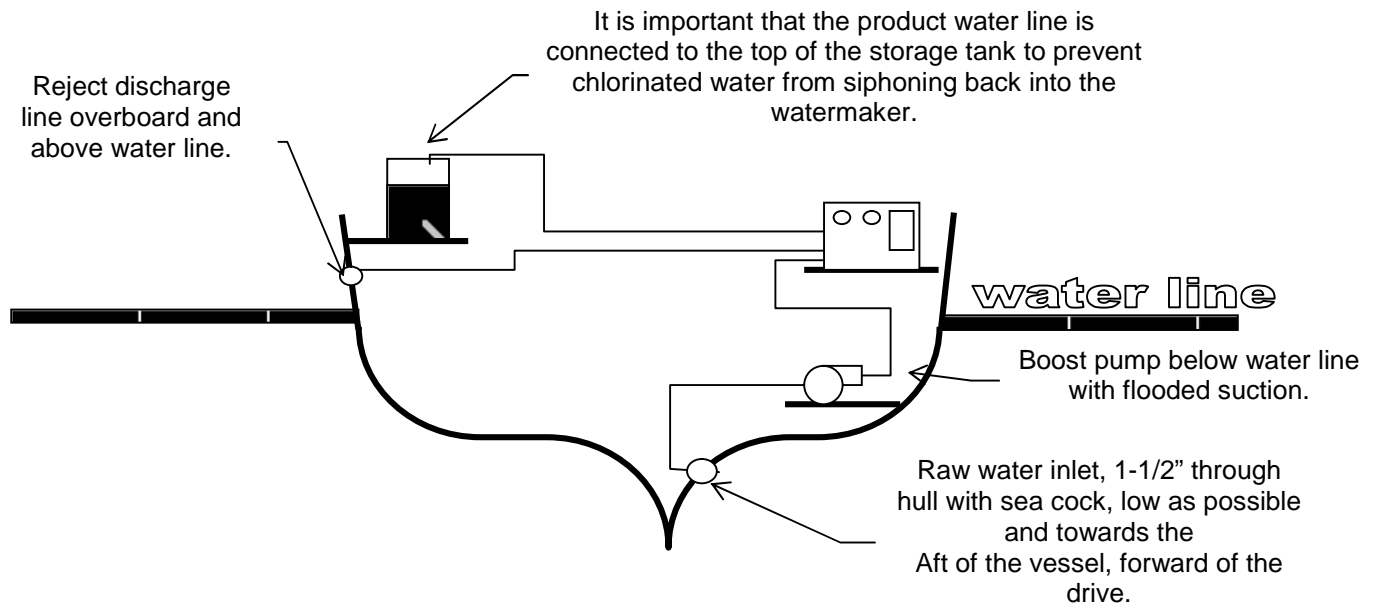 It is important that the product water line is
connected to the top of the storage tank to prevent
chlorinated water from siphoning back into the
watermaker.
Reject discharge
line overboard and
above water line.
water line
Boost pump below water line
with flooded suction.
Raw water inlet, 1-1/2” through
hull with sea cock, low as possible
and towards the
Aft of the vessel, forward of the
drive.